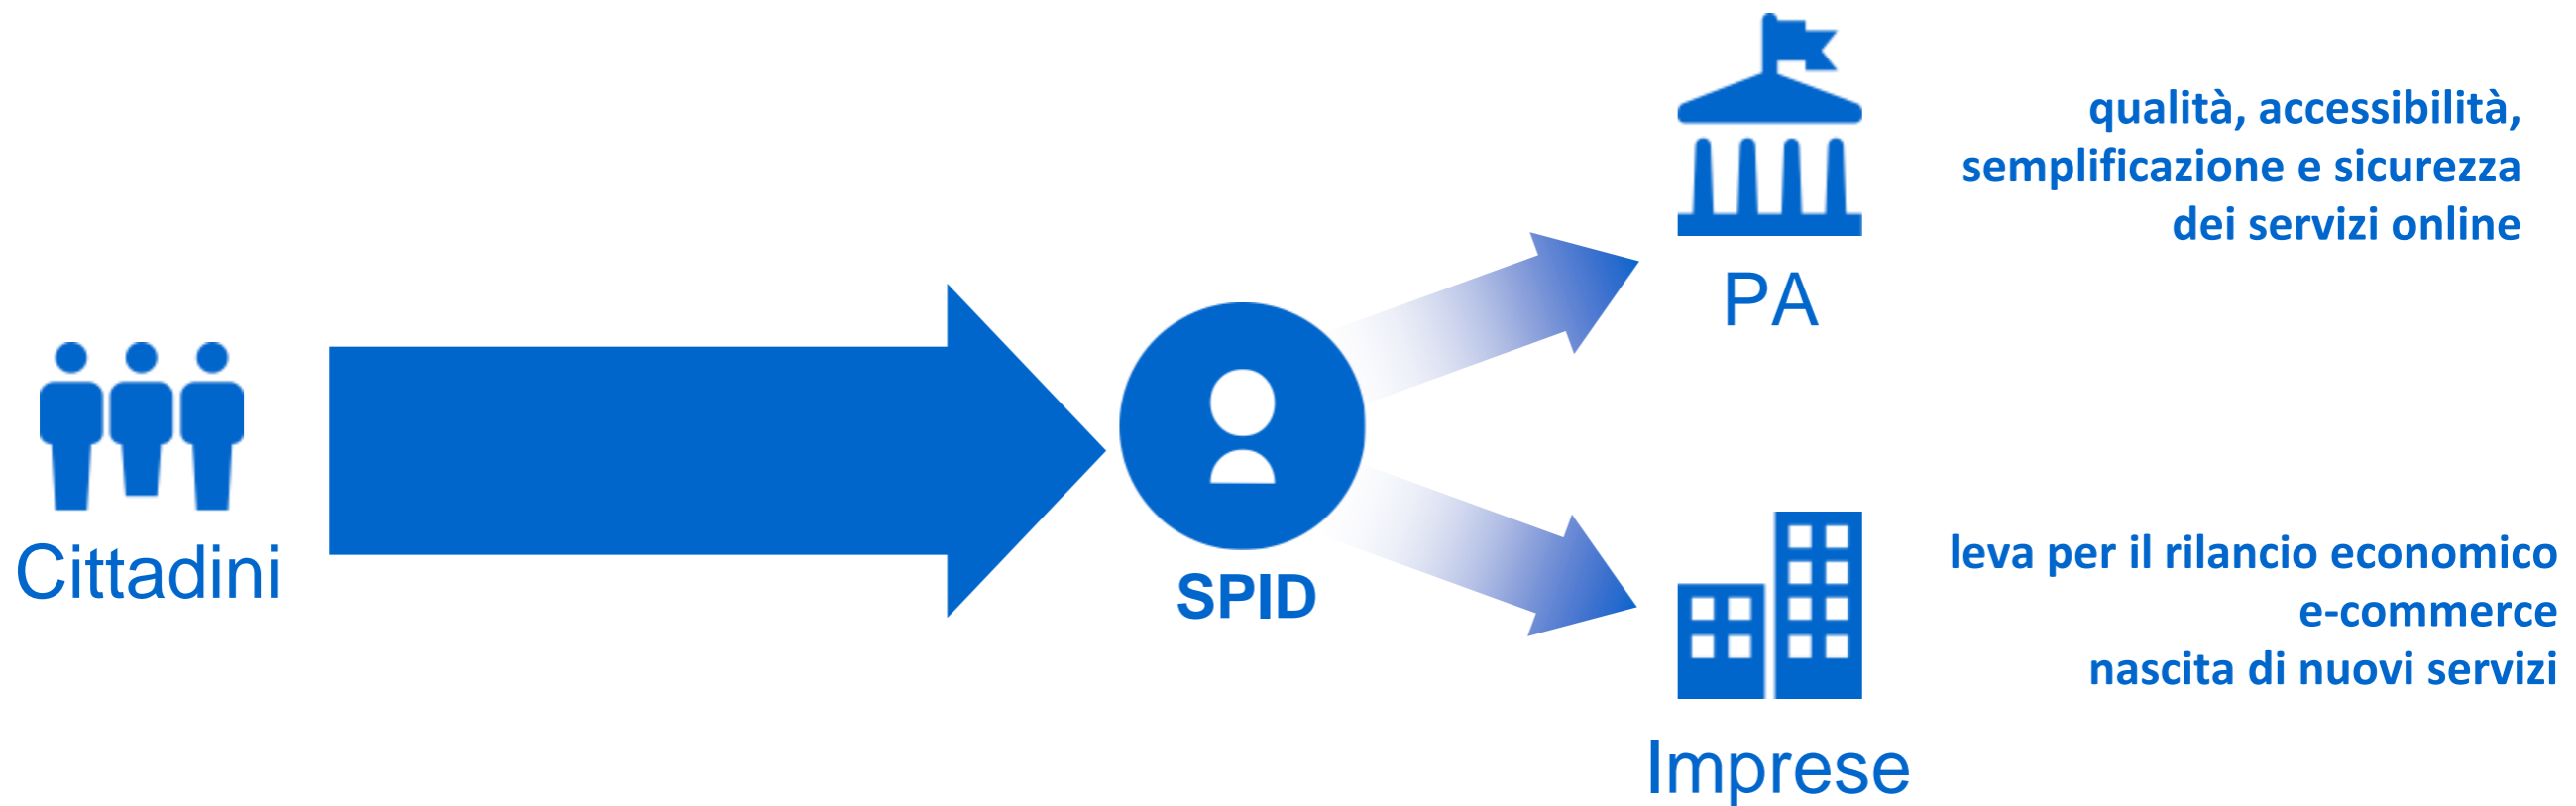 Cittadini
SPID
PA
qualità, accessibilità,
semplificazione e sicurezza
dei servizi online
Imprese
leva per il rilancio economico
e-commerce
nascita di nuovi servizi